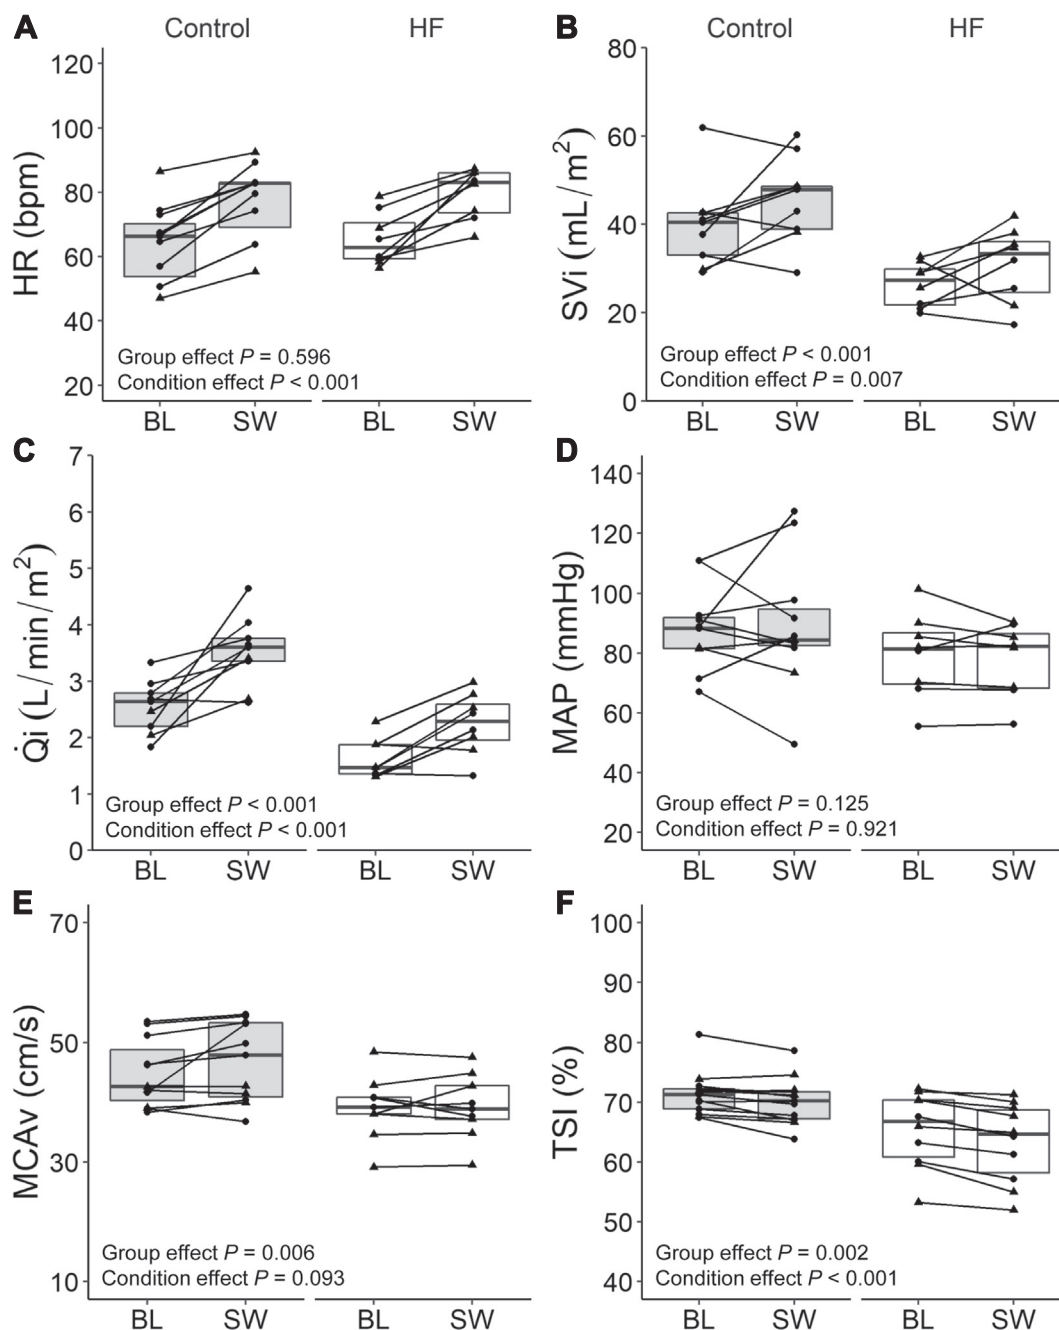 A Control HF
HR (bpm)
120
100
80
60
40
20
Group effect P = 0.596
Condition effect P < 0.001
BL SW BL SW
B Control HF
SVi (mL/m²)
80
60
40
20
0
Group effect P < 0.001
Condition effect P = 0.007
BL SW BL SW
C
Q̇i (L/min/m²)
7
6
5
4
3
2
1
0
Group effect P < 0.001
Condition effect P < 0.001
BL SW BL SW
D
MAP (mmHg)
140
120
100
80
60
40
20
Group effect P = 0.125
Condition effect P = 0.921
BL SW BL SW
E
MCAv (cm/s)
70
50
30
10
Group effect P = 0.006
Condition effect P = 0.093
BL SW BL SW
F
TSI (%)
100
90
80
70
60
50
40
Group effect P = 0.002
Condition effect P < 0.001
BL SW BL SW